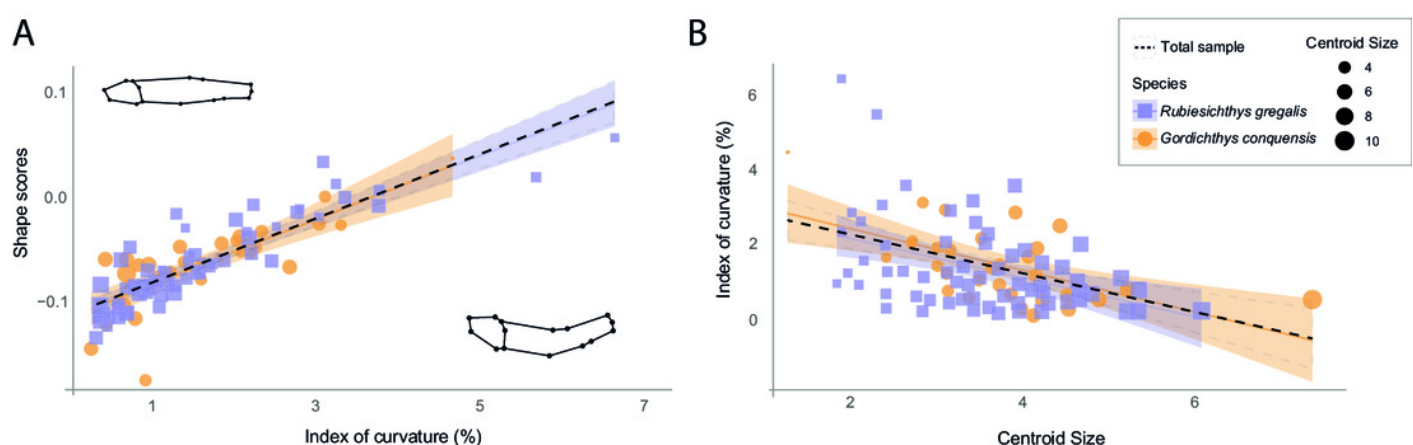 A
B
Total sample
Species
Rubiesichthys gregalis
Gordichthys conquensis
Centroid Size
4
6
8
10
0.1
0.0
−0.1
Shape scores
1
3
5
7
Index of curvature (%)
6
4
2
0
Index of curvature (%)
2
4
6
Centroid Size